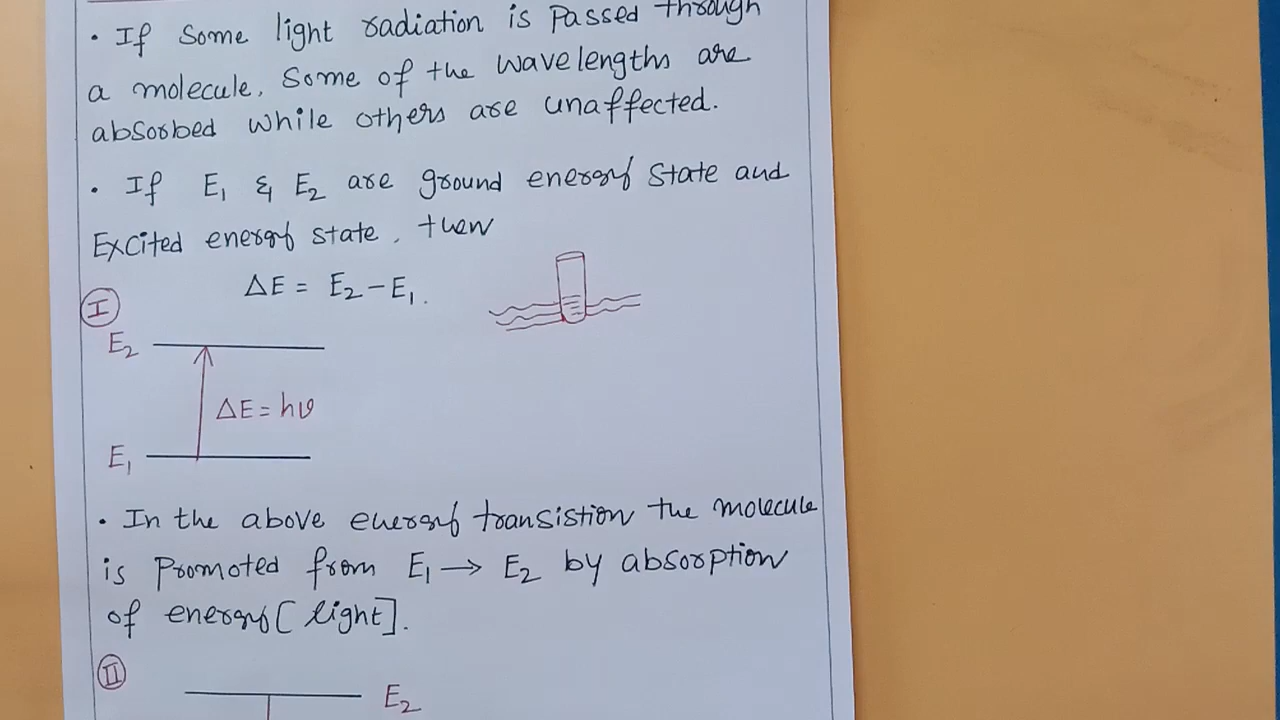 • If Some light radiation is Passed through
a molecule, Some of the wavelengths are
absorbed while others are unaffected.
• If E₁ & E₂ are ground energy State and
Excited energy state, then
ΔE = E₂ - E₁.
I
E₂
ΔE = hν
E₁
• In the above energy transistion the molecule
is Promoted from E₁ → E₂ by absorption
of energy [light].
II
E₂